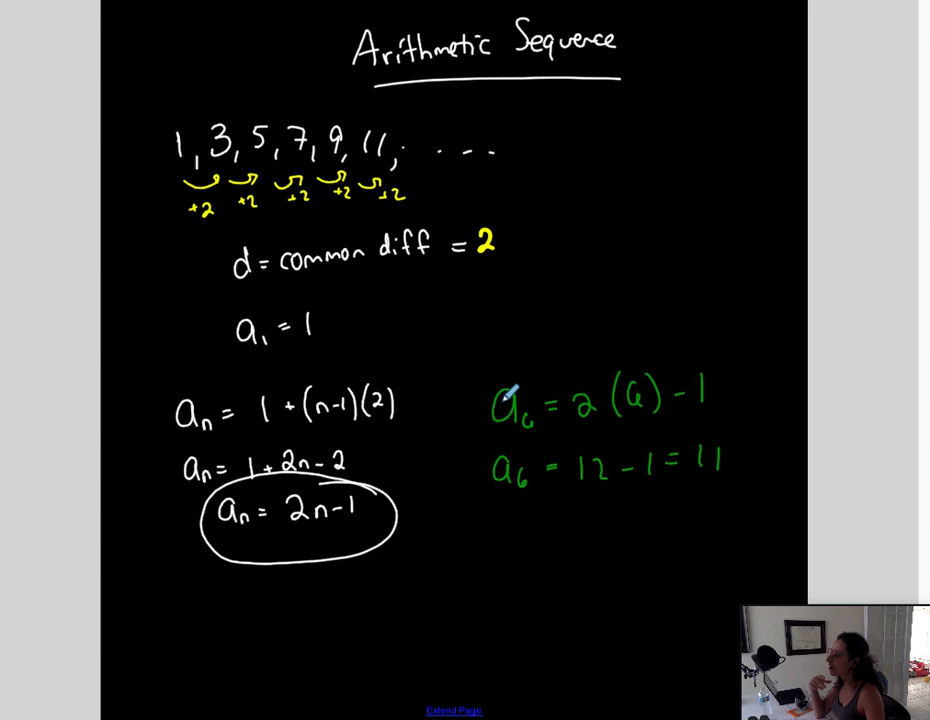 Arithmetic Sequence
1, 3, 5, 7, 9, 11, ....
+2 +2 +2 +2 +2
d = common diff = 2
a₁ = 1
aₙ = 1 + (n-1)(2)
aₙ = 1 + 2n - 2
aₙ = 2n - 1
a₆ = 2 (6) - 1
a₆ = 12 - 1 = 11
Extend Page